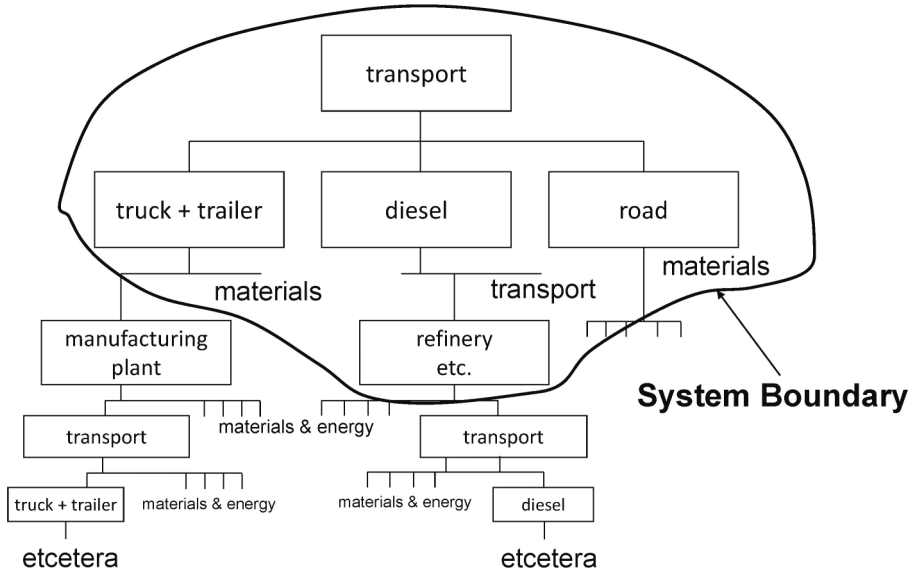 transport
truck + trailer
diesel
road
materials
materials
transport
manufacturing
plant
refinery
etc.
System Boundary
materials & energy
transport
transport
truck + trailer
materials & energy
materials & energy
diesel
etcetera
etcetera